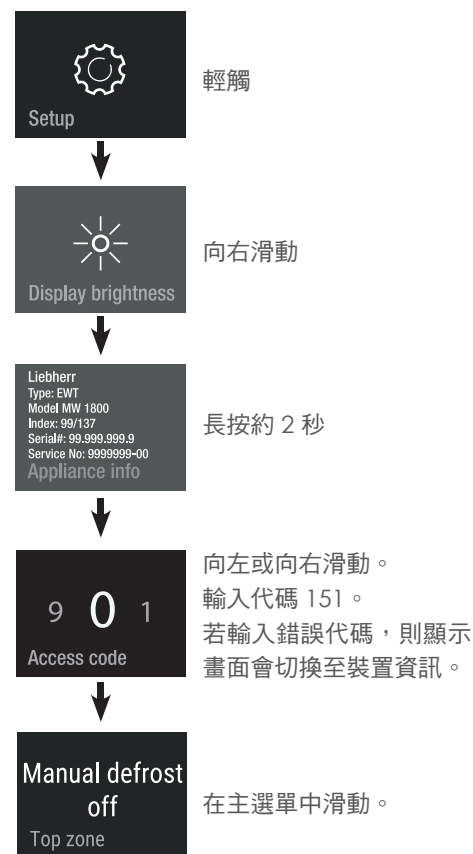 Setup
輕觸
Display brightness
向右滑動
Liebherr
Type: EWT
Model MW 1800
Index: 99/137
Serial#: 99.999.999.9
Service No: 9999999-00
Appliance info
長按約 2 秒
9 0 1
Access code
向左或向右滑動。
輸入代碼 151。
若輸入錯誤代碼，則顯示
畫面會切換至裝置資訊。
Manual defrost
off
Top zone
在主選單中滑動。